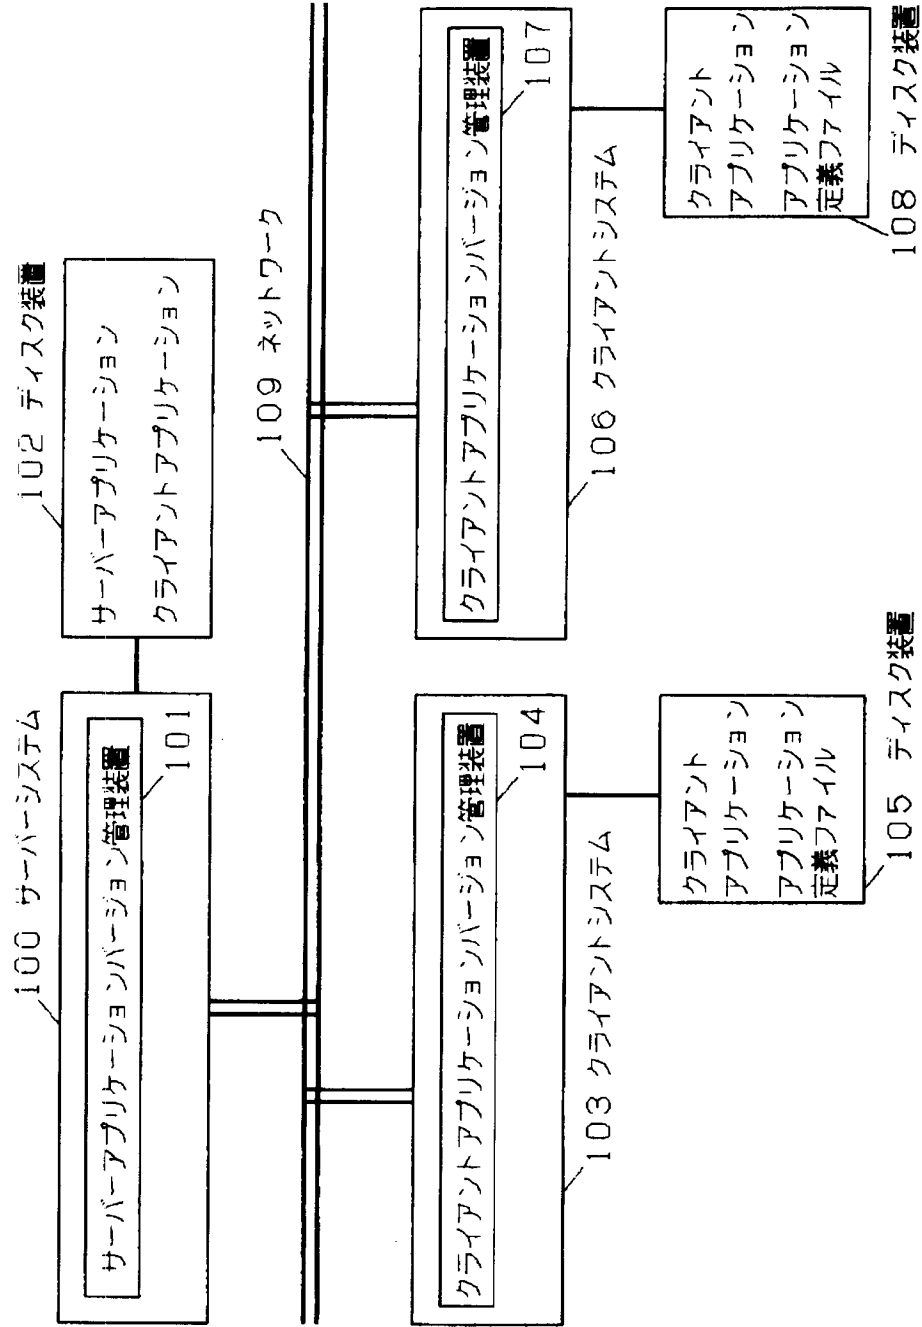 100 サーバーシステム
サーバーアプリケーションバージョン管理装置
101
102 ディスク装置
サーバーアプリケーション
クライアントアプリケーション
109 ネットワーク
クライアントアプリケーションバージョン管理装置
104
103 クライアントシステム
クライアント
アプリケーション
アプリケーション
定義ファイル
105 ディスク装置
クライアントアプリケーションバージョン管理装置
107
106 クライアントシステム
クライアント
アプリケーション
アプリケーション
定義ファイル
108 ディスク装置